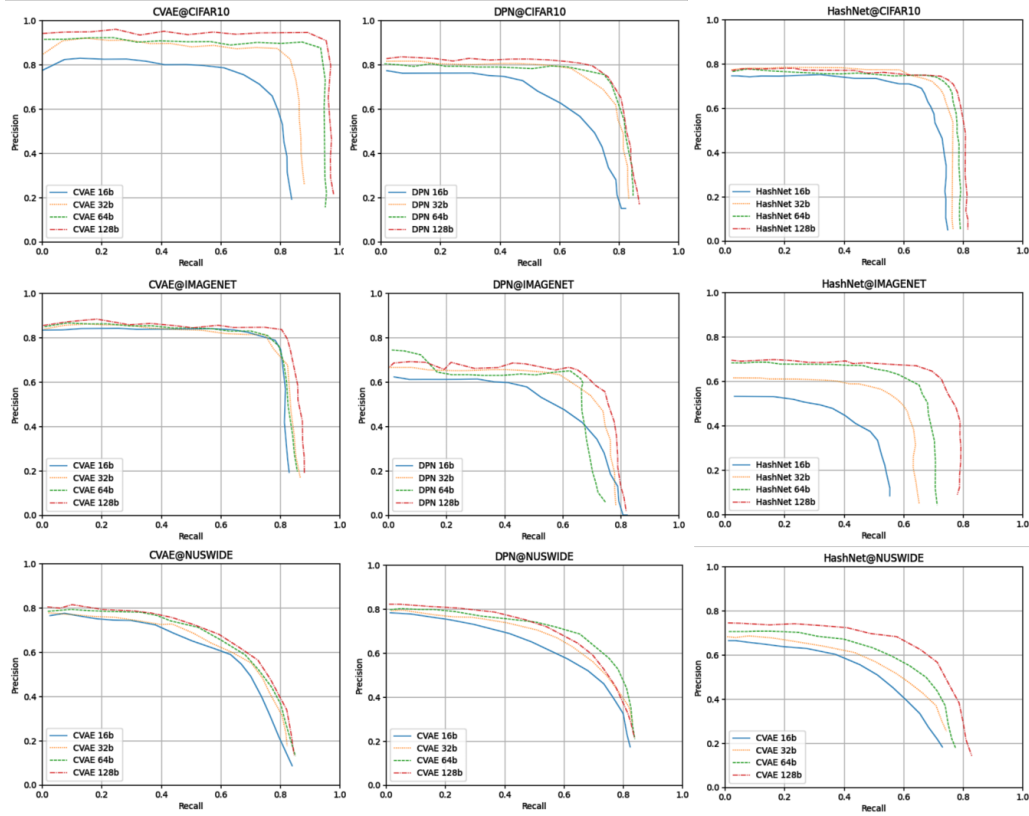 CVAE@CIFAR10
1.0
0.8
0.6
0.4
0.2
0.0
Precision
CVAE 16b
CVAE 32b
CVAE 64b
CVAE 128b
0.0 0.2 0.4 0.6 0.8 1.0
Recall
DPN@CIFAR10
1.0
0.8
0.6
0.4
0.2
0.0
Precision
DPN 16b
DPN 32b
DPN 64b
DPN 128b
0.0 0.2 0.4 0.6 0.8 1.0
Recall
HashNet@CIFAR10
1.0
0.8
0.6
0.4
0.2
0.0
Precision
HashNet 16b
HashNet 32b
HashNet 64b
HashNet 128b
0.0 0.2 0.4 0.6 0.8 1.0
Recall
CVAE@IMAGENET
1.0
0.8
0.6
0.4
0.2
0.0
Precision
CVAE 16b
CVAE 32b
CVAE 64b
CVAE 128b
0.0 0.2 0.4 0.6 0.8 1.0
Recall
DPN@IMAGENET
1.0
0.8
0.6
0.4
0.2
0.0
Precision
DPN 16b
DPN 32b
DPN 64b
DPN 128b
0.0 0.2 0.4 0.6 0.8 1.0
Recall
HashNet@IMAGENET
1.0
0.8
0.6
0.4
0.2
0.0
Precision
HashNet 16b
HashNet 32b
HashNet 64b
HashNet 128b
0.0 0.2 0.4 0.6 0.8 1.0
Recall
CVAE@NUSWIDE
1.0
0.8
0.6
0.4
0.2
0.0
Precision
CVAE 16b
CVAE 32b
CVAE 64b
CVAE 128b
0.0 0.2 0.4 0.6 0.8 1.0
Recall
DPN@NUSWIDE
1.0
0.8
0.6
0.4
0.2
0.0
Precision
CVAE 16b
CVAE 32b
CVAE 64b
CVAE 128b
0.0 0.2 0.4 0.6 0.8 1.0
Recall
HashNet@NUSWIDE
1.0
0.8
0.6
0.4
0.2
0.0
Precision
CVAE 16b
CVAE 32b
CVAE 64b
CVAE 128b
0.0 0.2 0.4 0.6 0.8 1.0
Recall